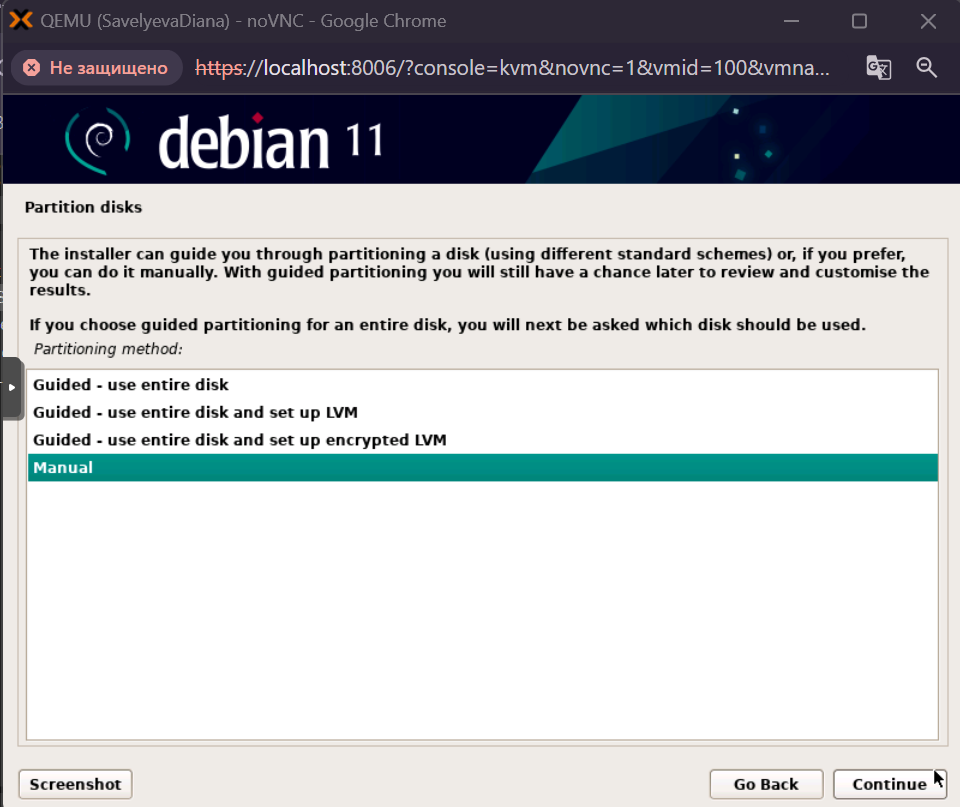 QEMU (SavelyevaDiana) - noVNC - Google Chrome
Не защищено https://localhost:8006/?console=kvm&novnc=1&vmid=100&vmna...
debian 11
Partition disks
The installer can guide you through partitioning a disk (using different standard schemes) or, if you prefer,
you can do it manually. With guided partitioning you will still have a chance later to review and customise the
results.
If you choose guided partitioning for an entire disk, you will next be asked which disk should be used.
Partitioning method:
Guided - use entire disk
Guided - use entire disk and set up LVM
Guided - use entire disk and set up encrypted LVM
Manual
Screenshot
Go Back
Continue